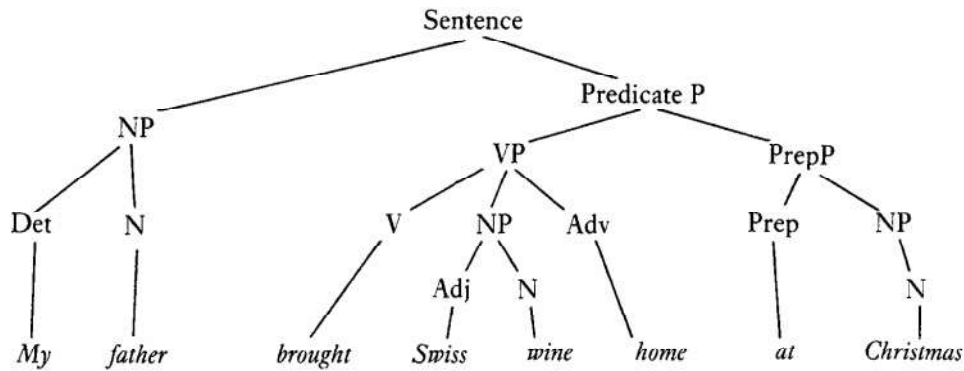 Sentence
Predicate P
NP
VP PrepP
Det N V NP Adv Prep NP
Adj N N
My father brought Swiss wine home at Christmas